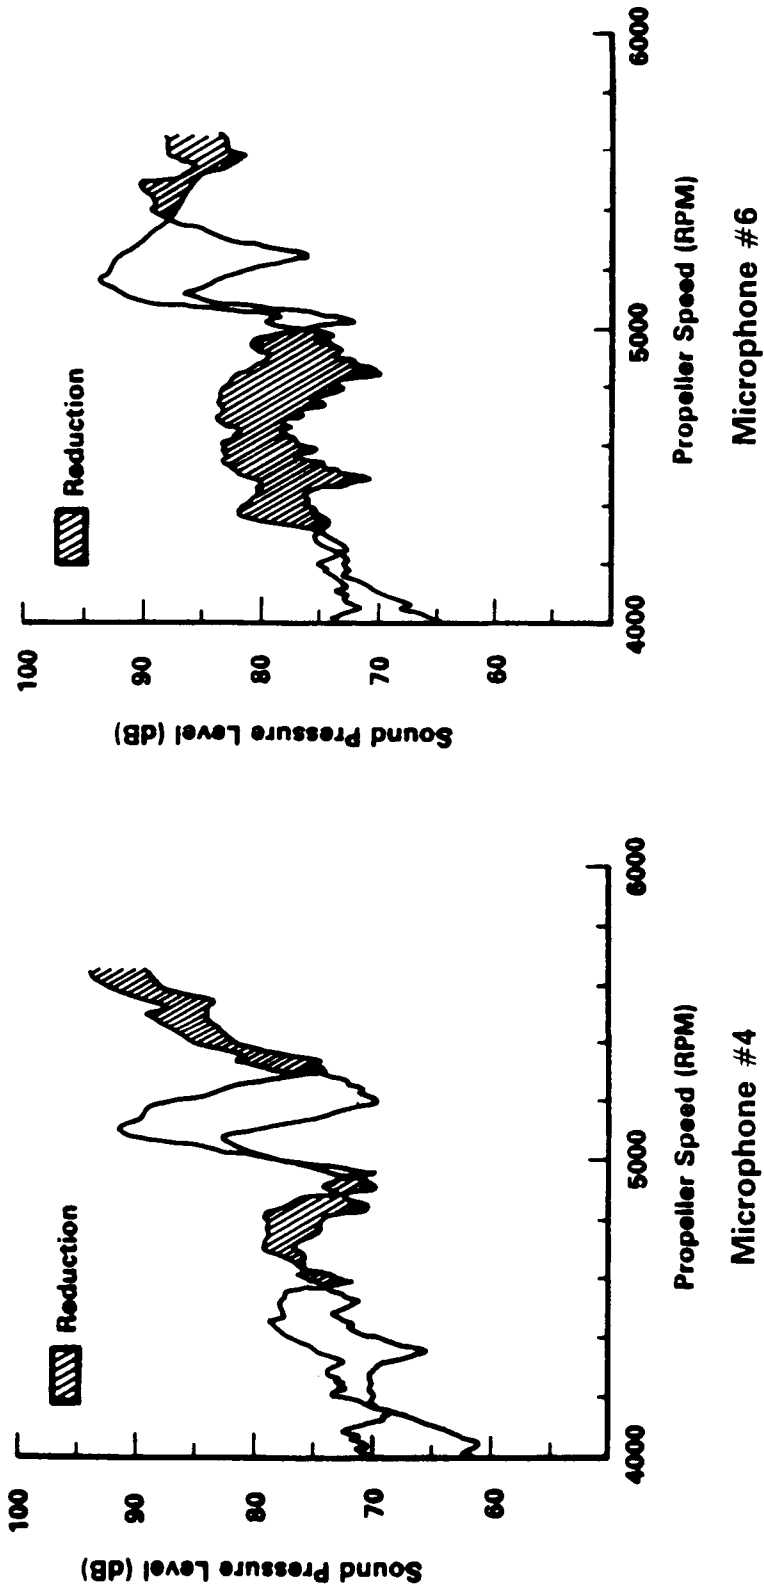 Reduction
100
90
80
70
60
Sound Pressure Level (dB)
4000
5000
6000
Propeller Speed (RPM)
Microphone #4
Reduction
100
90
80
70
60
Sound Pressure Level (dB)
4000
5000
6000
Propeller Speed (RPM)
Microphone #6